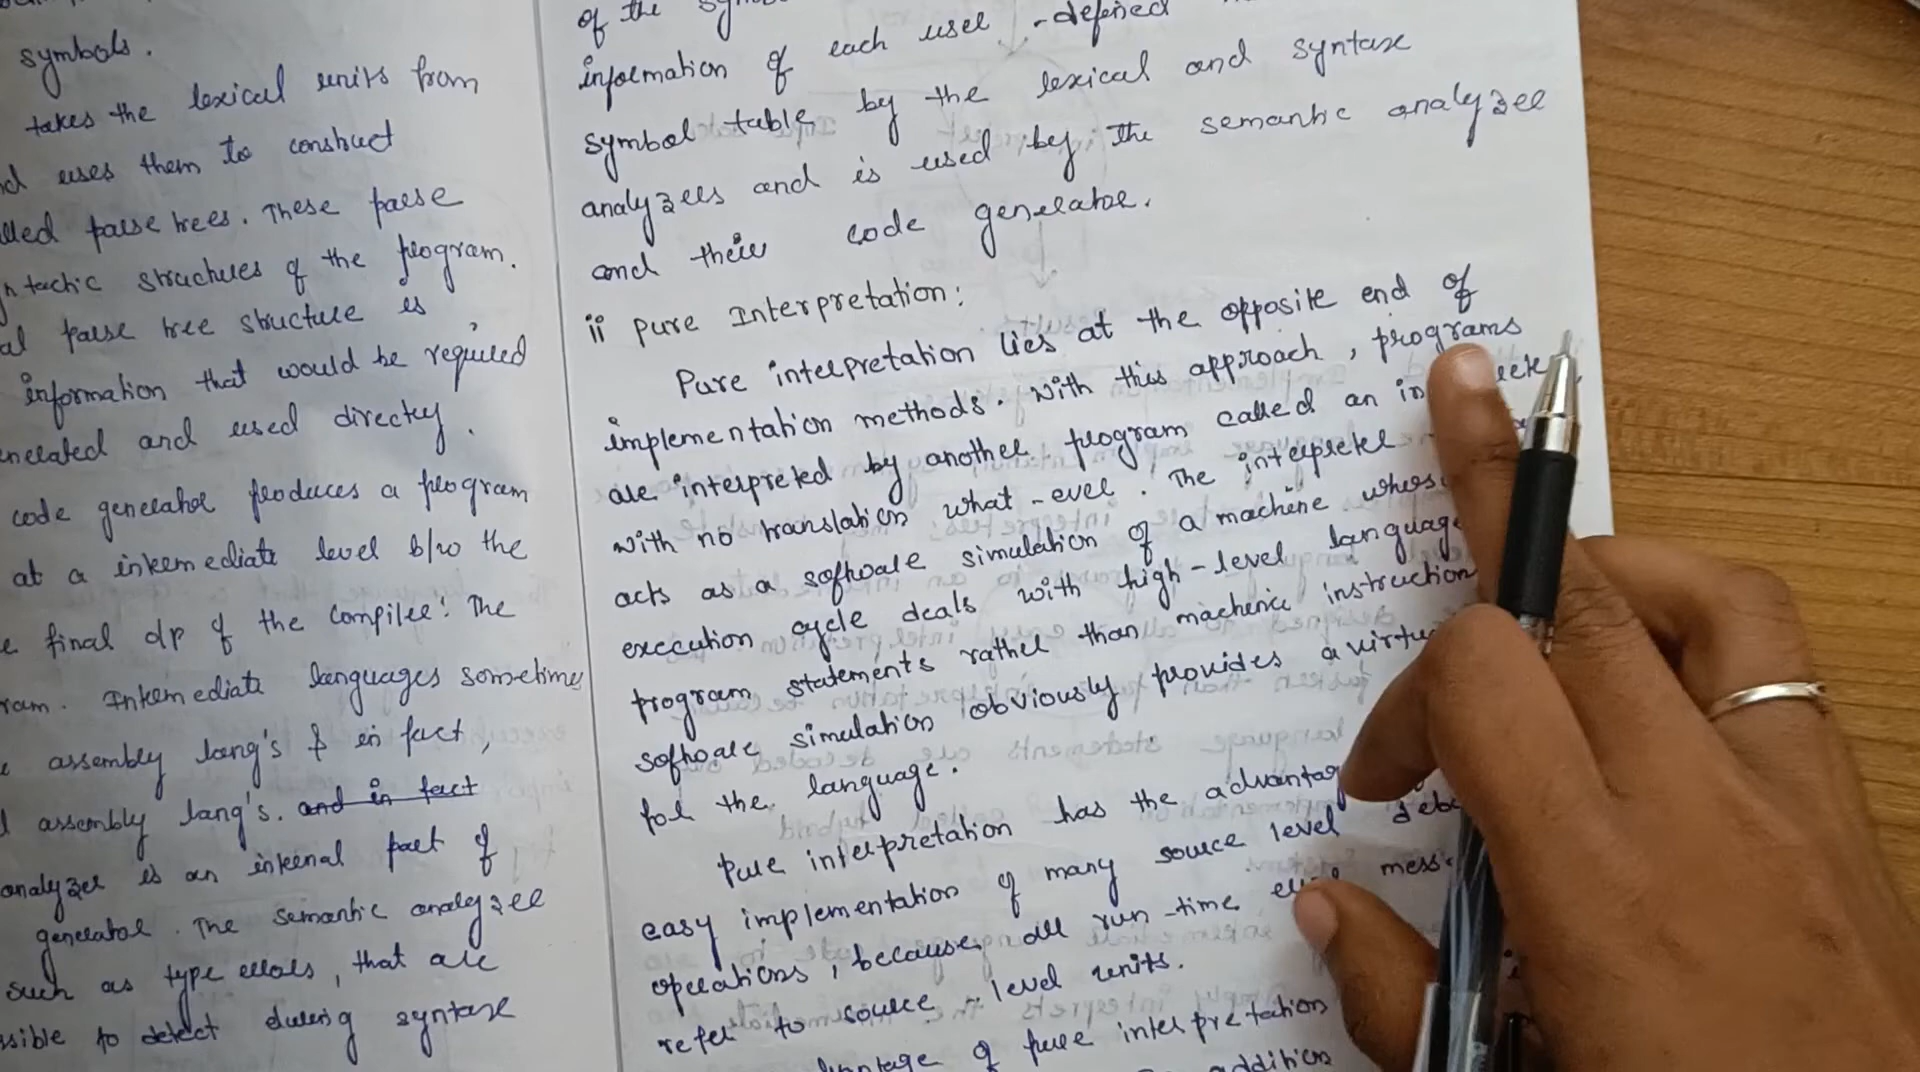 symbols.
takes the lexical units from
uses them to construct
parse trees. These parse
structures of the program.
parse tree structure is
information that would be required
and used directly.
code generator produces a program
at a intermediate level b/w the
final o/p of the compiler. The
Intermediate languages sometimes
assembly lang's & in fact,
assembly lang's. and in fact
analyzer is an internal part of
generator. The semantic analyzer
such as type errors, that are
to detect during syntax
of the
information of each user-defined
symbol table by the lexical and syntax
analyzers and is used by the semantic analyzer
and their code generator.
ii Pure Interpretation:
Pure interpretation lies at the opposite end of
implementation methods. With this approach, programs
are interpreted by another program called an
with no translation what-ever. The interpreter
acts as a software simulation of a machine
execution cycle deals with high-level language
program statements rather than machenic instruction
software simulation obviously provides a
for the language.
Pure interpretation has the
easy implementation of many source level
operations, because all run-time
refer to source level units.
of pure interpretation
addition